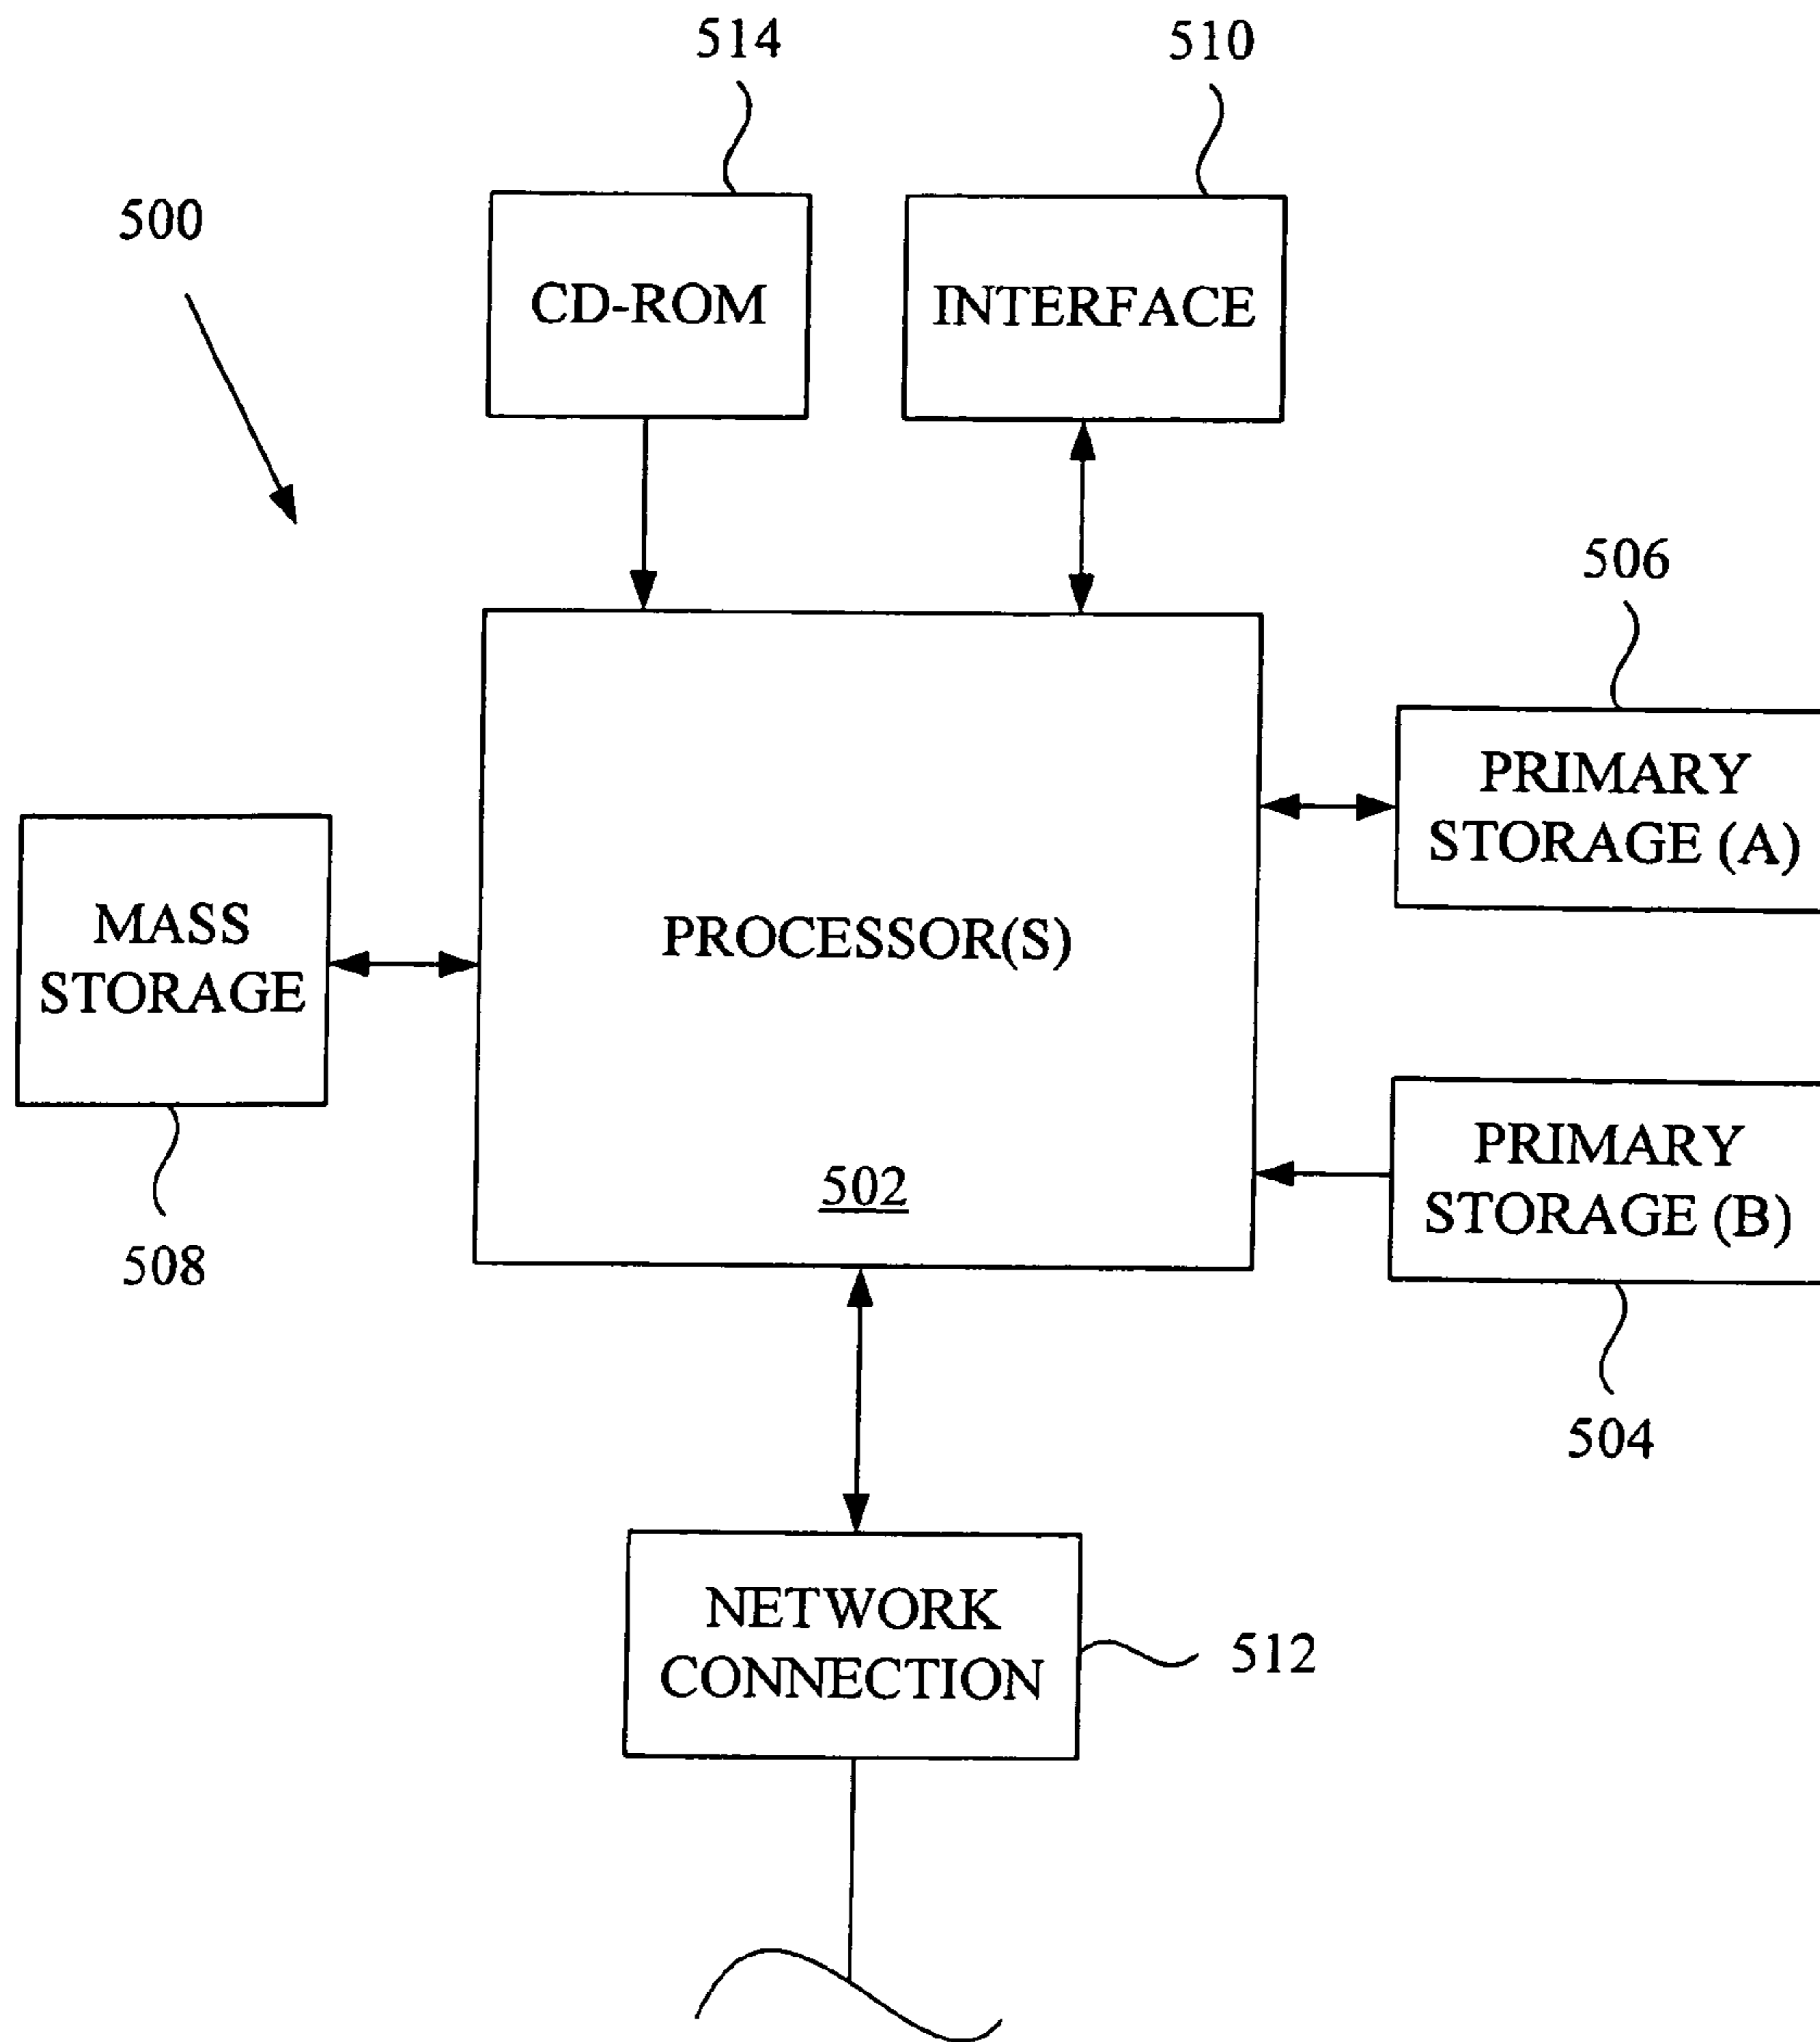 514
510
500
CD-ROM
INTERFACE
506
PRIMARY
STORAGE (A)
MASS
STORAGE
PROCESSOR(S)
PRIMARY
STORAGE (B)
502
508
504
NETWORK
CONNECTION
512